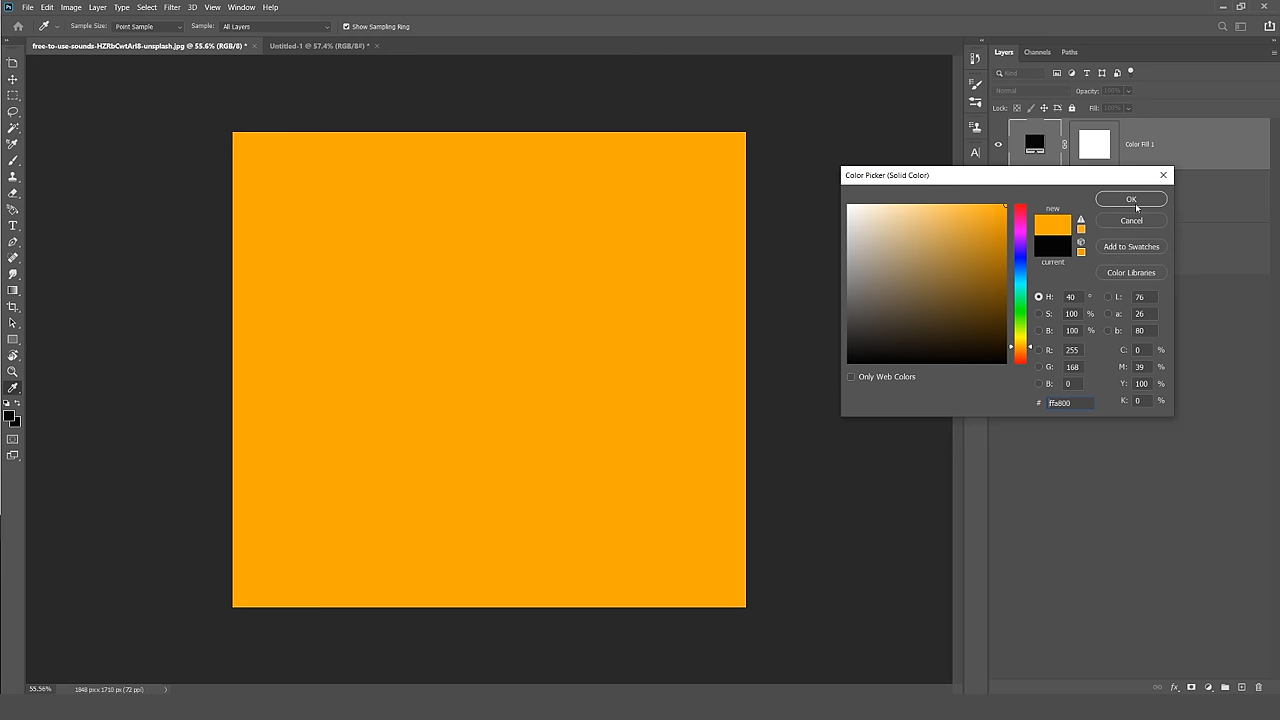 Ps File Edit Image Layer Type Select Filter 3D View Window Help
Sample Size: Point Sample Sample: All Layers Show Sampling Ring
free-to-use-sounds-HZRbCwtArl8-unsplash.jpg @ 55.6% (RGB/8) * × Untitled-1 @ 57.4% (RGB/8#) * ×
Layers Channels Paths
Kind
Normal Opacity: 100%
Lock: Fill: 100%
Color Fill 1
Color Picker (Solid Color)
new
current
OK
Cancel
Add to Swatches
Color Libraries
H: 40 ° L: 76
S: 100 % a: 26
B: 100 % b: 80
R: 255 C: 0 %
G: 168 M: 39 %
B: 0 Y: 100 %
# ffa800 K: 0 %
Only Web Colors
A
T
55.56% 1848 px x 1710 px (72 ppi)
fx